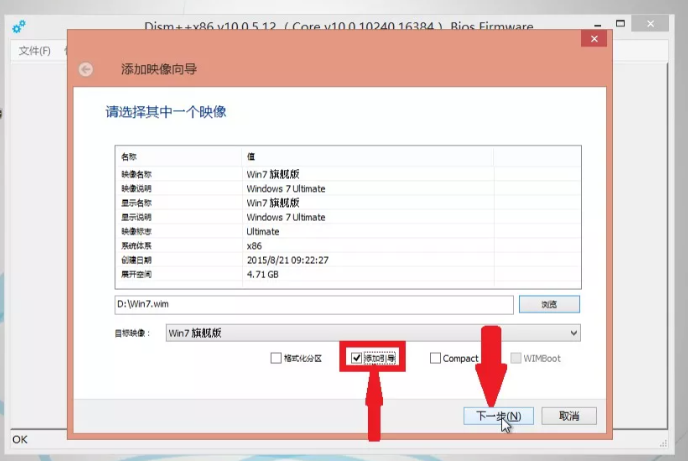 Dism++x86 v10.0.5.12 ( Core v10.0.10240.16384 ) Bios Firmware
文件(F)
添加映像向导
请选择其中一个映像
名称 值
映像名称 Win7 旗舰版
映像说明 Windows 7 Ultimate
显示名称 Win7 旗舰版
显示说明 Windows 7 Ultimate
映像标志 Ultimate
系统体系 x86
创建日期 2015/8/21 09:22:27
展开空间 4.71 GB
D:\Win7.wim 浏览
目标映像： Win7 旗舰版
格式化分区 添加引导 Compact WIMBoot
下一步(N) 取消
OK